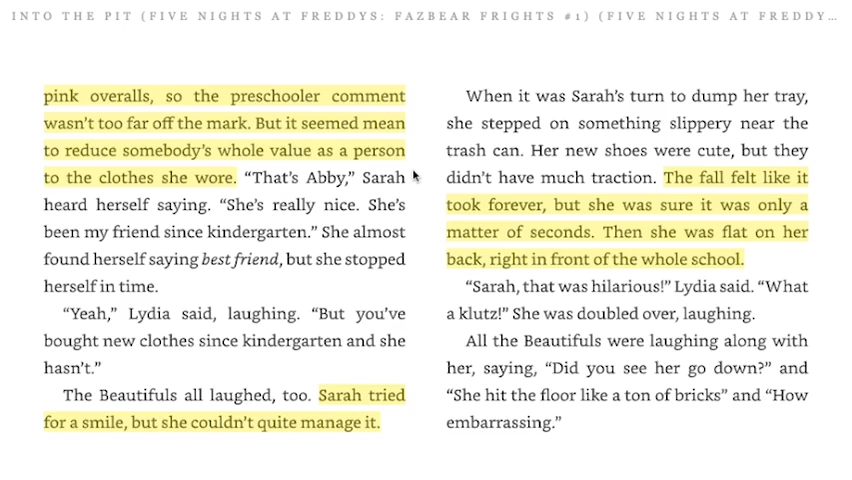 INTO THE PIT (FIVE NIGHTS AT FREDDYS: FAZBEAR FRIGHTS #1) (FIVE NIGHTS AT FREDDY…
pink overalls, so the preschooler comment
wasn’t too far off the mark. But it seemed mean
to reduce somebody’s whole value as a person
to the clothes she wore. “That’s Abby,” Sarah
heard herself saying. “She’s really nice. She’s
been my friend since kindergarten.” She almost
found herself saying best friend, but she stopped
herself in time.
“Yeah,” Lydia said, laughing. “But you’ve
bought new clothes since kindergarten and she
hasn’t.”
The Beautifuls all laughed, too. Sarah tried
for a smile, but she couldn’t quite manage it.
When it was Sarah’s turn to dump her tray,
she stepped on something slippery near the
trash can. Her new shoes were cute, but they
didn’t have much traction. The fall felt like it
took forever, but she was sure it was only a
matter of seconds. Then she was flat on her
back, right in front of the whole school.
“Sarah, that was hilarious!” Lydia said. “What
a klutz!” She was doubled over, laughing.
All the Beautifuls were laughing along with
her, saying, “Did you see her go down?” and
“She hit the floor like a ton of bricks” and “How
embarrassing.”